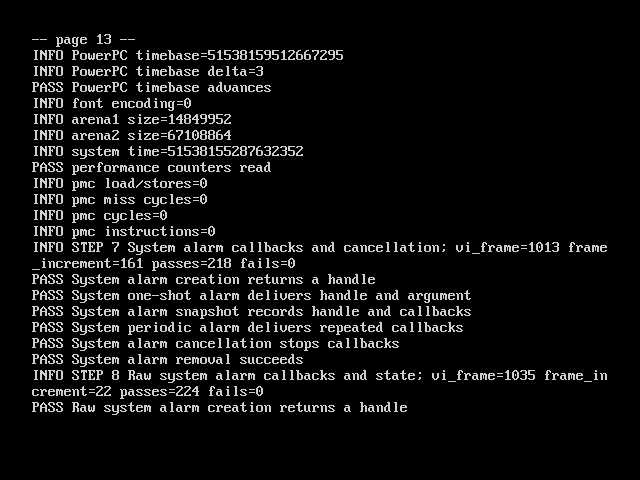 -- page 13 --
INFO PowerPC timebase=51538159512667295
INFO PowerPC timebase delta=3
PASS PowerPC timebase advances
INFO font encoding=0
INFO arena1 size=14849952
INFO arena2 size=67108864
INFO system time=51538155287632352
PASS performance counters read
INFO pmc load/stores=0
INFO pmc miss cycles=0
INFO pmc cycles=0
INFO pmc instructions=0
INFO STEP 7 System alarm callbacks and cancellation; vi_frame=1013 frame
_increment=161 passes=218 fails=0
PASS System alarm creation returns a handle
PASS System one-shot alarm delivers handle and argument
PASS System alarm snapshot records handle and callbacks
PASS System periodic alarm delivers repeated callbacks
PASS System alarm cancellation stops callbacks
PASS System alarm removal succeeds
INFO STEP 8 Raw system alarm callbacks and state; vi_frame=1035 frame_in
crement=22 passes=224 fails=0
PASS Raw system alarm creation returns a handle